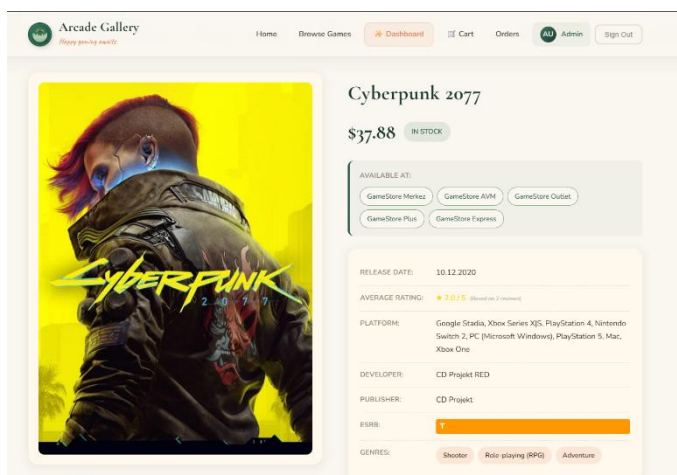 Arcade Gallery
Happy gaming awaits
Home Browse Games Dashboard Cart Orders AU Admin Sign Out
Cyberpunk 2077
$37.88 IN STOCK
AVAILABLE AT:
GameStore Merkez GameStore AVM GameStore Outlet
GameStore Plus GameStore Express
CYBERPUNK
2077
RELEASE DATE: 10.12.2020
AVERAGE RATING: ★ 2.0 / 5
PLATFORM: Google Stadia, Xbox Series X|S, PlayStation 4, Nintendo
Switch 2, PC (Microsoft Windows), PlayStation 5, Mac,
Xbox One
DEVELOPER: CD Projekt RED
PUBLISHER: CD Projekt
ESRB: T
GENRES: Shooter Role-playing (RPG) Adventure